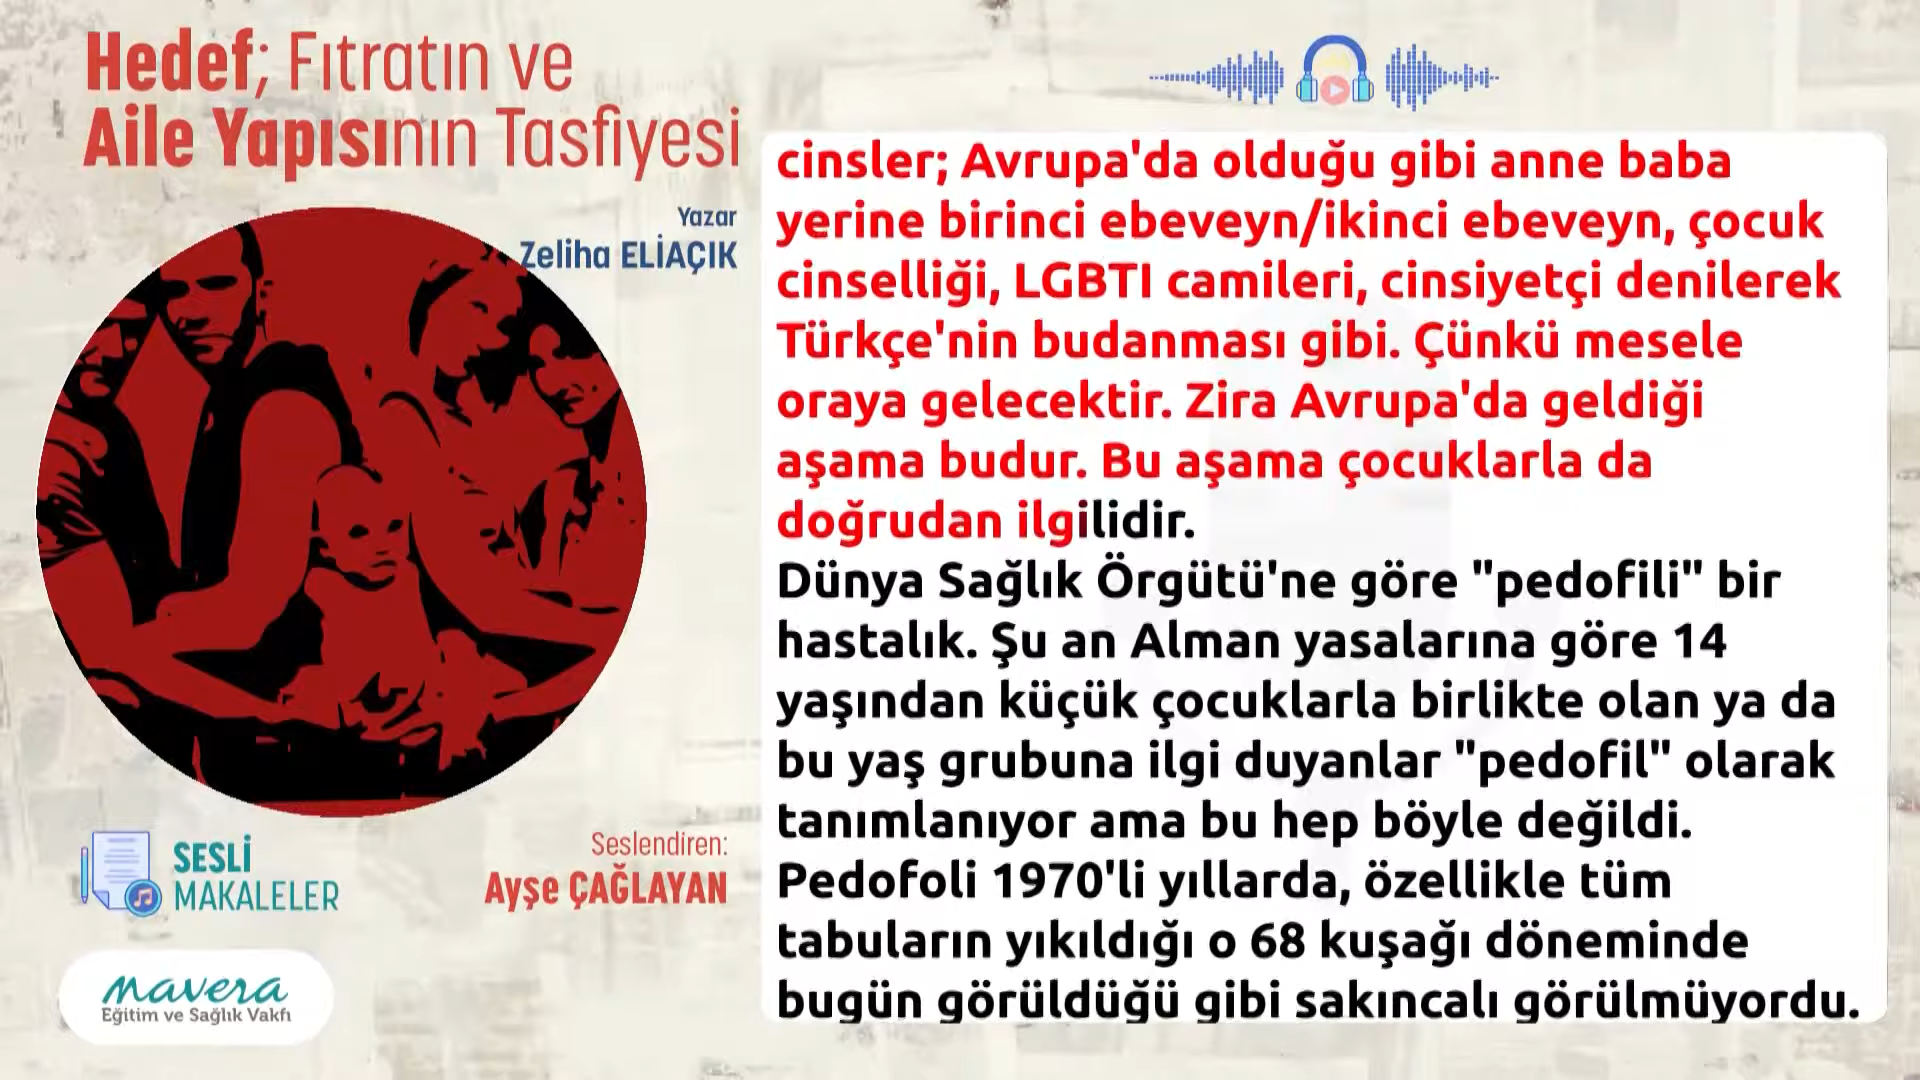 Hedef; Fıtratın ve
Aile Yapısının Tasfiyesi
Yazar
Zeliha ELİAÇIK
cinsler; Avrupa'da olduğu gibi anne baba
yerine birinci ebeveyn/ikinci ebeveyn, çocuk
cinselliği, LGBTI camileri, cinsiyetçi denilerek
Türkçe'nin budanması gibi. Çünkü mesele
oraya gelecektir. Zira Avrupa'da geldiği
aşama budur. Bu aşama çocuklarla da
doğrudan ilgilidir.
Dünya Sağlık Örgütü'ne göre "pedofili" bir
hastalık. Şu an Alman yasalarına göre 14
yaşından küçük çocuklarla birlikte olan ya da
bu yaş grubuna ilgi duyanlar "pedofil" olarak
tanımlanıyor ama bu hep böyle değildi.
Pedofoli 1970'li yıllarda, özellikle tüm
tabuların yıkıldığı o 68 kuşağı döneminde
bugün görüldüğü gibi sakıncalı görülmüyordu.
SESLİ
MAKALELER
Seslendiren:
Ayşe ÇAĞLAYAN
mavera
Eğitim ve Sağlık Vakfı